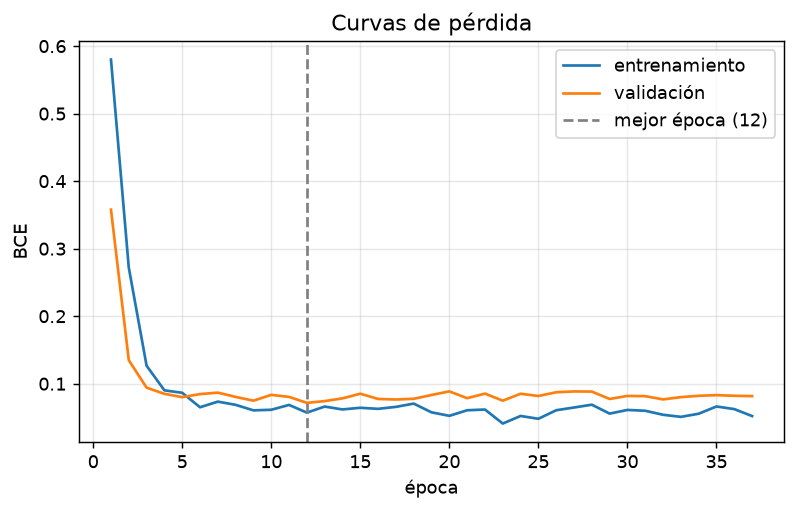 Curvas de pérdida
0.6
0.5
0.4
0.3
0.2
0.1
BCE
entrenamiento
validación
mejor época (12)
0 5 10 15 20 25 30 35
época